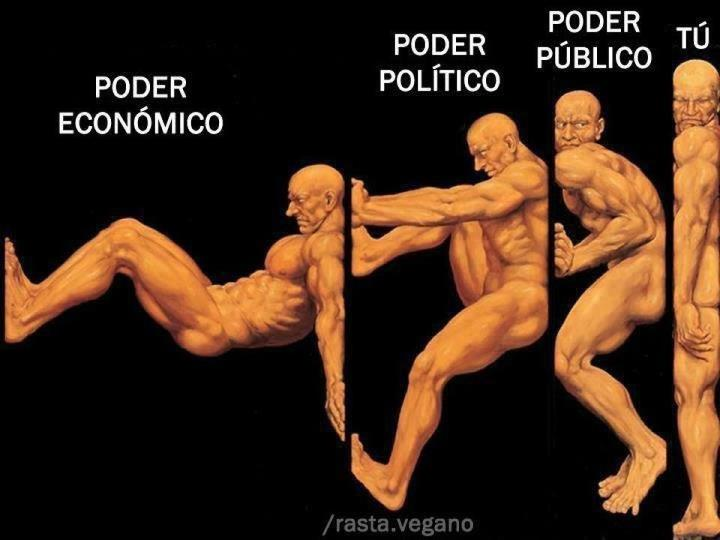 PODER
ECONÓMICO
PODER
POLÍTICO
PODER
PÚBLICO
TÚ
/rasta.vegano